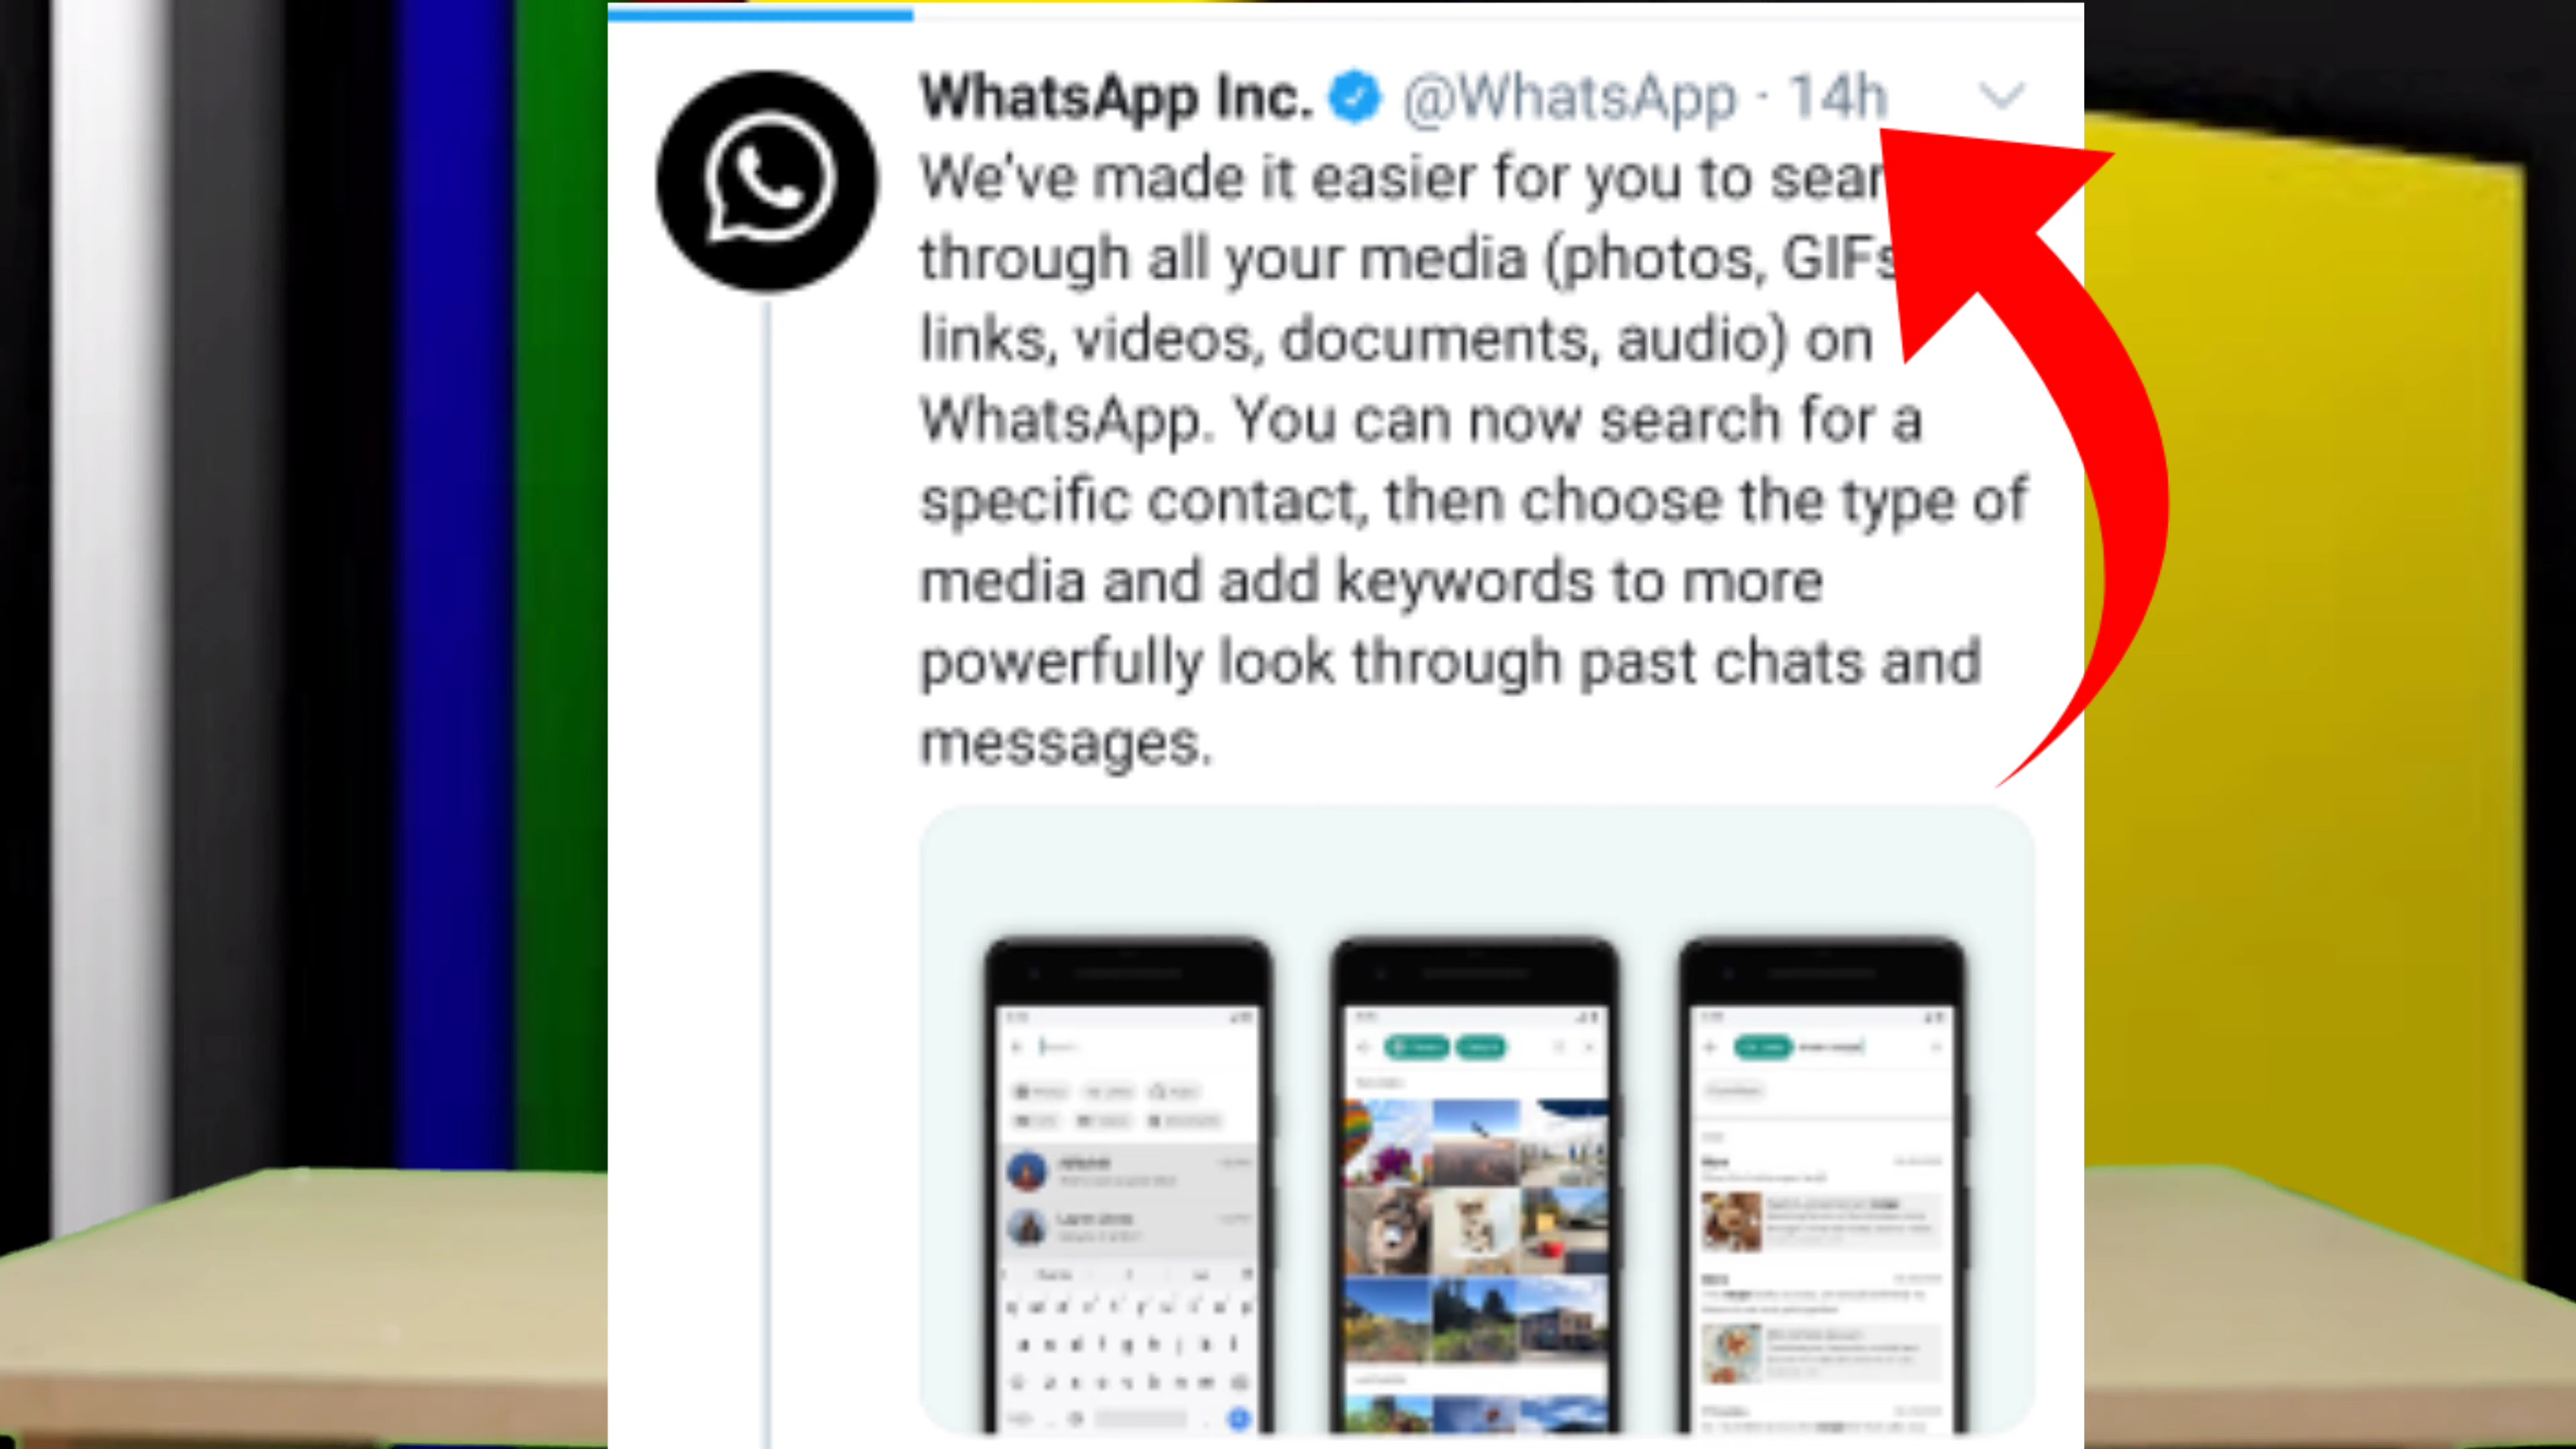 WhatsApp Inc. @WhatsApp · 14h
We've made it easier for you to sear
through all your media (photos, GIFs
links, videos, documents, audio) on
WhatsApp. You can now search for a
specific contact, then choose the type of
media and add keywords to more
powerfully look through past chats and
messages.